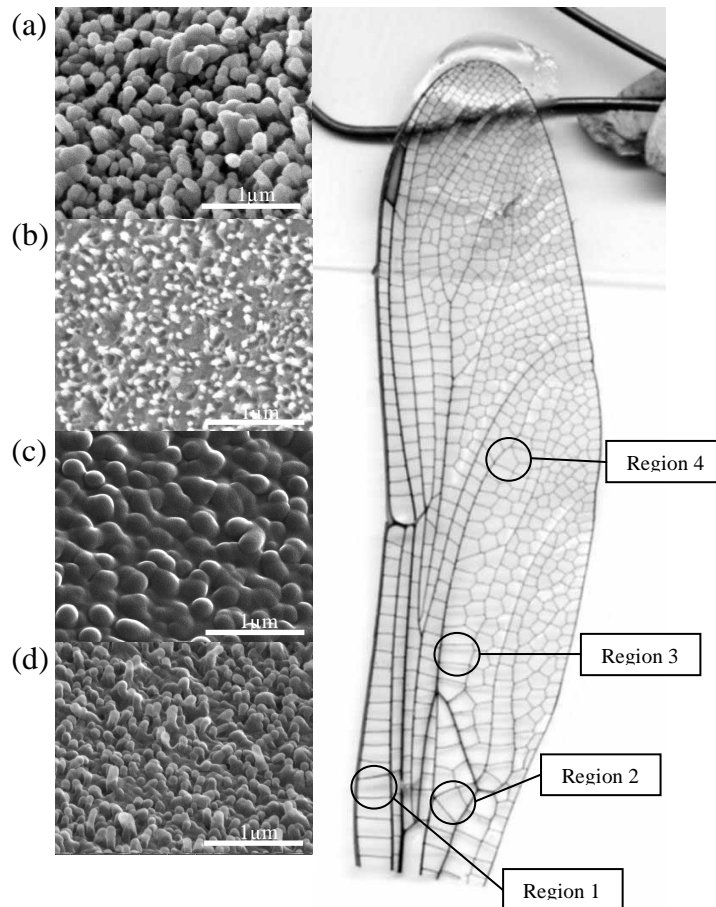 (a)
1μm
(b)
1μm
(c)
1μm
(d)
1μm
Region 4
Region 3
Region 2
Region 1